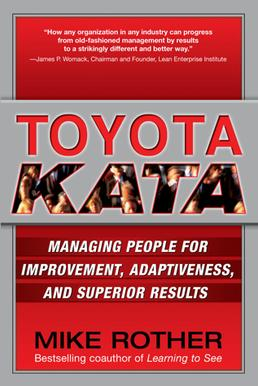 "How any organization in any industry can progress
from old-fashioned management by results
to a strikingly different and better way."
—James P. Womack, Chairman and Founder, Lean Enterprise Institute
TOYOTA
KATA
MANAGING PEOPLE FOR
IMPROVEMENT, ADAPTIVENESS,
AND SUPERIOR RESULTS
MIKE ROTHER
Bestselling coauthor of Learning to See